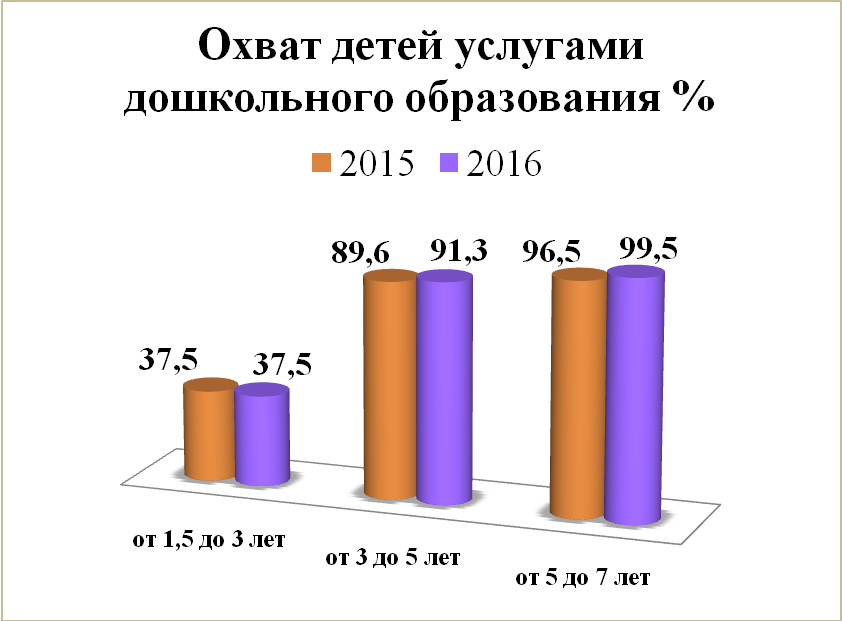 Охват детей услугами
дошкольного образования %
2015 2016
89,6 91,3 96,5 99,5
37,5 37,5
от 1,5 до 3 лет
от 3 до 5 лет
от 5 до 7 лет